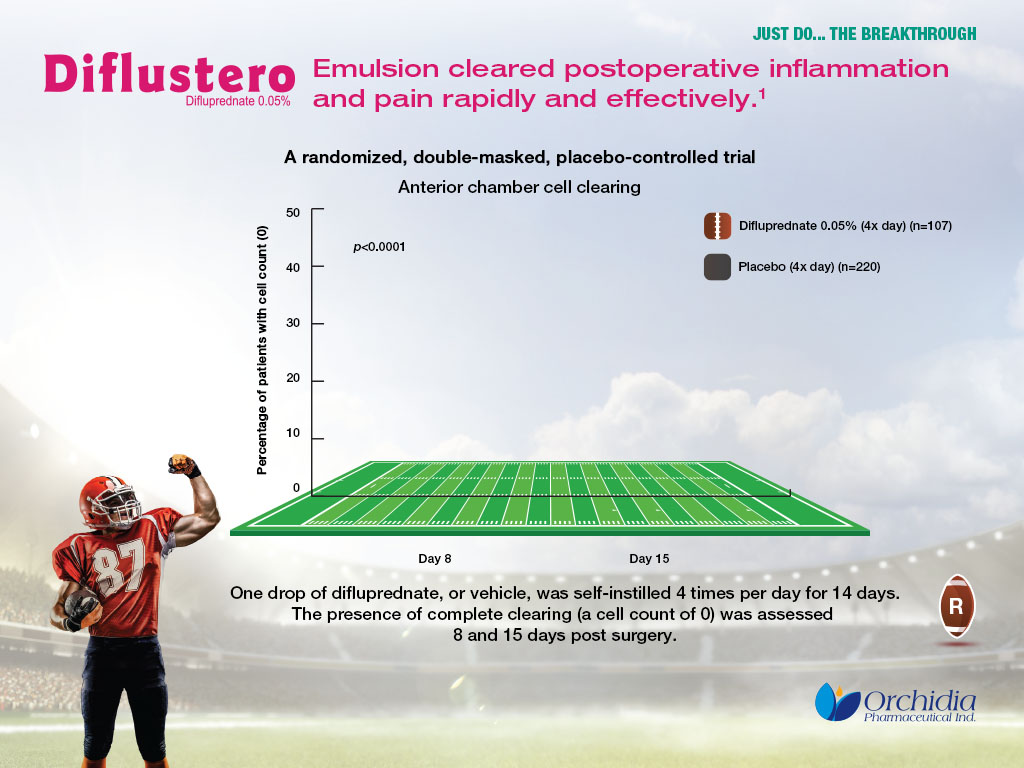 JUST DO... THE BREAKTHROUGH
Diflustero
Difluprednate 0.05%
Emulsion cleared postoperative inflammation
and pain rapidly and effectively.1
A randomized, double-masked, placebo-controlled trial
Anterior chamber cell clearing
Percentage of patients with cell count (0)
50
40
30
20
10
0
p<0.0001
Difluprednate 0.05% (4x day) (n=107)
Placebo (4x day) (n=220)
Day 8
Day 15
87
One drop of difluprednate, or vehicle, was self-instilled 4 times per day for 14 days.
The presence of complete clearing (a cell count of 0) was assessed
8 and 15 days post surgery.
R
Orchidia
Pharmaceutical Ind.